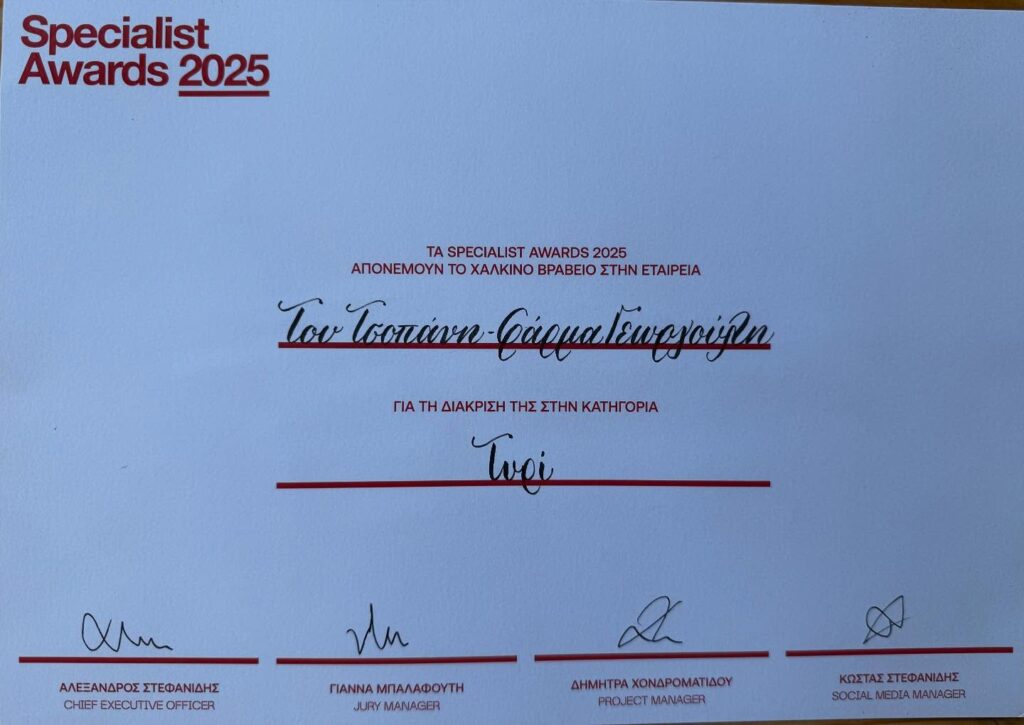 Specialist
Awards 2025
ΤΑ SPECIALIST AWARDS 2025
ΑΠΟΝΕΜΟΥΝ ΤΟ ΧΑΛΚΙΝΟ ΒΡΑΒΕΙΟ ΣΤΗΝ ΕΤΑΙΡΕΙΑ
Του Τσοπάνη-Φάρμα Γεωργούλη
ΓΙΑ ΤΗ ΔΙΑΚΡΙΣΗ ΤΗΣ ΣΤΗΝ ΚΑΤΗΓΟΡΙΑ
Τυρί
ΑΛΕΞΑΝΔΡΟΣ ΣΤΕΦΑΝΙΔΗΣ
CHIEF EXECUTIVE OFFICER
ΓΙΑΝΝΑ ΜΠΑΛΑΦΟΥΤΗ
JURY MANAGER
ΔΗΜΗΤΡΑ ΧΟΝΔΡΟΜΑΤΙΔΟΥ
PROJECT MANAGER
ΚΩΣΤΑΣ ΣΤΕΦΑΝΙΔΗΣ
SOCIAL MEDIA MANAGER